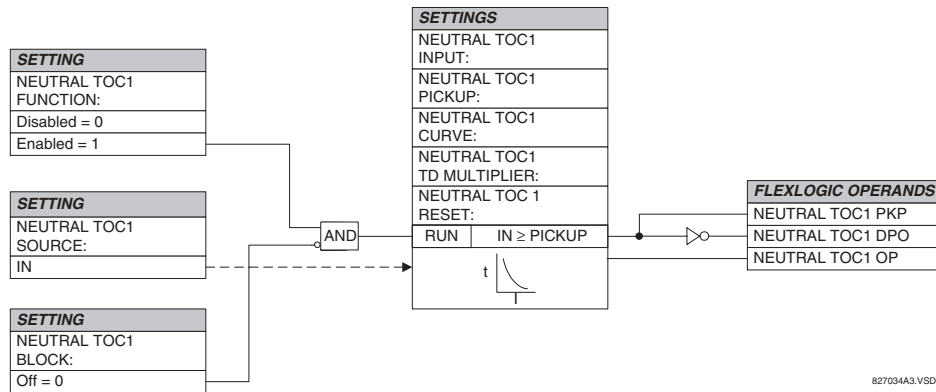 SETTING
NEUTRAL TOC1
FUNCTION:
Disabled = 0
Enabled = 1
SETTING
NEUTRAL TOC1
SOURCE:
IN
SETTING
NEUTRAL TOC1
BLOCK:
Off = 0
AND
SETTINGS
NEUTRAL TOC1
INPUT:
NEUTRAL TOC1
PICKUP:
NEUTRAL TOC1
CURVE:
NEUTRAL TOC1
TD MULTIPLIER:
NEUTRAL TOC 1
RESET:
RUN IN ≥ PICKUP
t
I
FLEXLOGIC OPERANDS
NEUTRAL TOC1 PKP
NEUTRAL TOC1 DPO
NEUTRAL TOC1 OP
827034A3.VSD